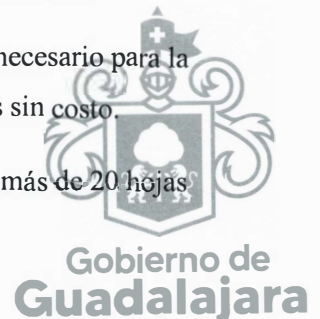 necesario para la
s sin costo.
más de 20 hojas
Gobierno de
Guadalajara